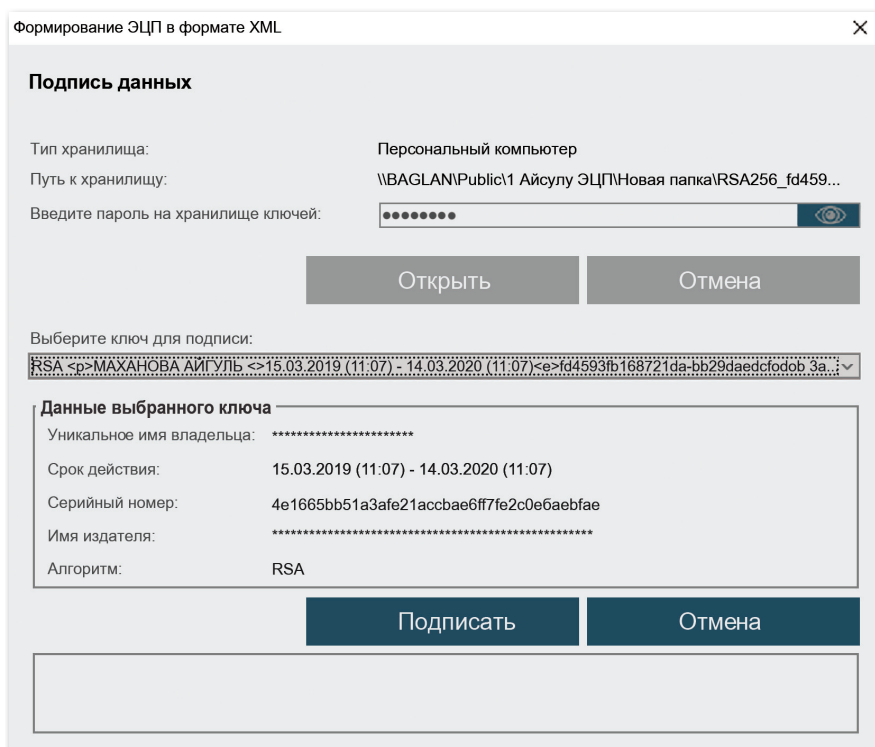 Формирование ЭЦП в формате XML
Подпись данных
Тип хранилища: Персональный компьютер
Путь к хранилищу: \\BAGLAN\Public\1 Айсулу ЭЦП\Новая папка\RSA256_fd459...
Введите пароль на хранилище ключей: ●●●●●●●●
Открыть Отмена
Выберите ключ для подписи:
RSA <p>МАХАНОВА АЙГУЛЬ <>15.03.2019 (11:07) - 14.03.2020 (11:07)<e>fd4593fb168721da-bb29daedcfodob 3a...
Данные выбранного ключа
Уникальное имя владельца: ***********************
Срок действия: 15.03.2019 (11:07) - 14.03.2020 (11:07)
Серийный номер: 4e1665bb51a3afe21accbae6ff7fe2c0e6aebfae
Имя издателя: ****************************************************
Алгоритм: RSA
Подписать Отмена